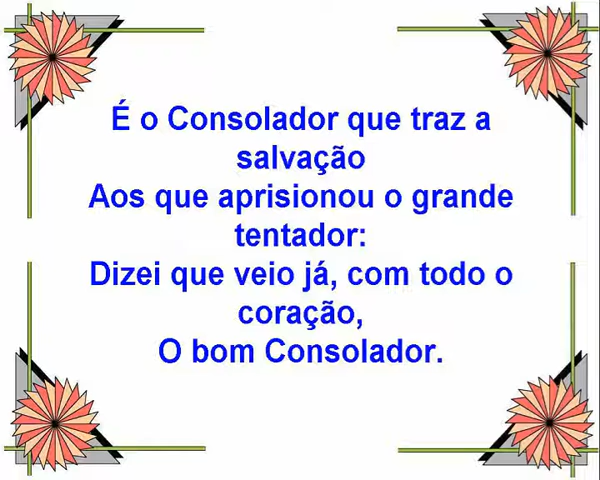 É o Consolador que traz a
salvação
Aos que aprisionou o grande
tentador:
Dizei que veio já, com todo o
coração,
O bom Consolador.